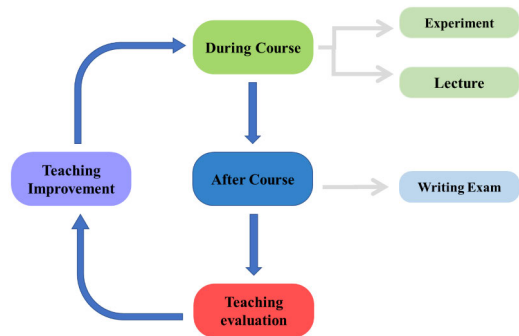 During Course
Experiment
Lecture
Teaching
Improvement
After Course
Writing Exam
Teaching
evaluation